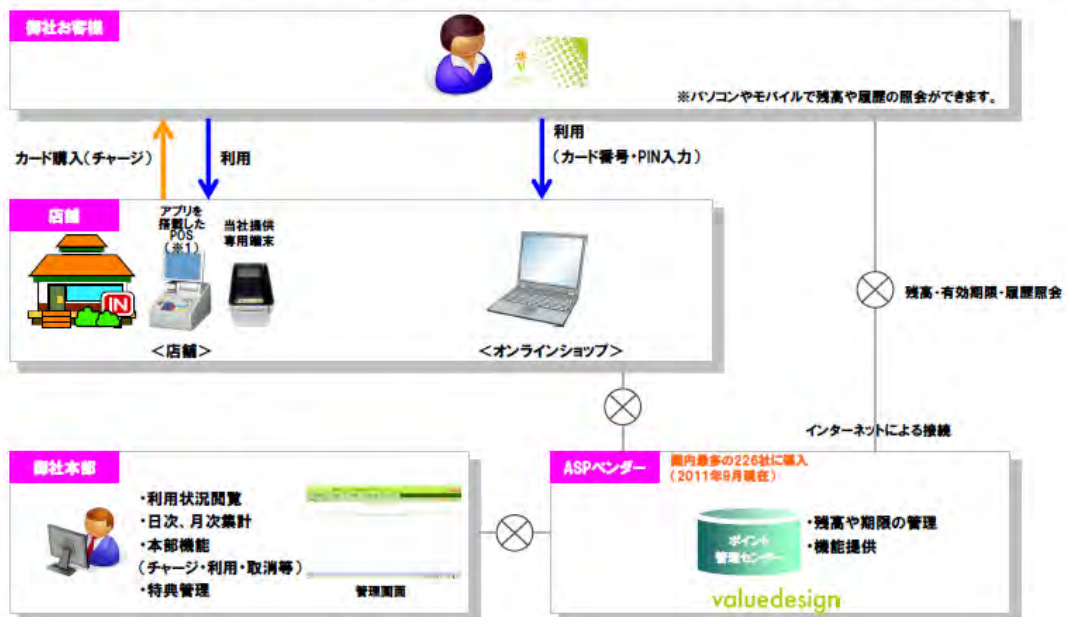 御社お客様
※パソコンやモバイルで残高や履歴の照会ができます。
カード購入(チャージ)
利用
利用
(カード番号・PIN入力)
店舗
アプリを
搭載した
POS
(※1)
当社提供
専用端末
IN
<店舗>
<オンラインショップ>
残高・有効期限・履歴照会
インターネットによる接続
御社本部
・利用状況閲覧
・日次、月次集計
・本部機能
(チャージ・利用・取消等)
・特典管理
管理画面
ASPベンダー
国内最多の226社に導入
(2011年9月現在)
ポイント
管理センター
・残高や期限の管理
・機能提供
valuedesign